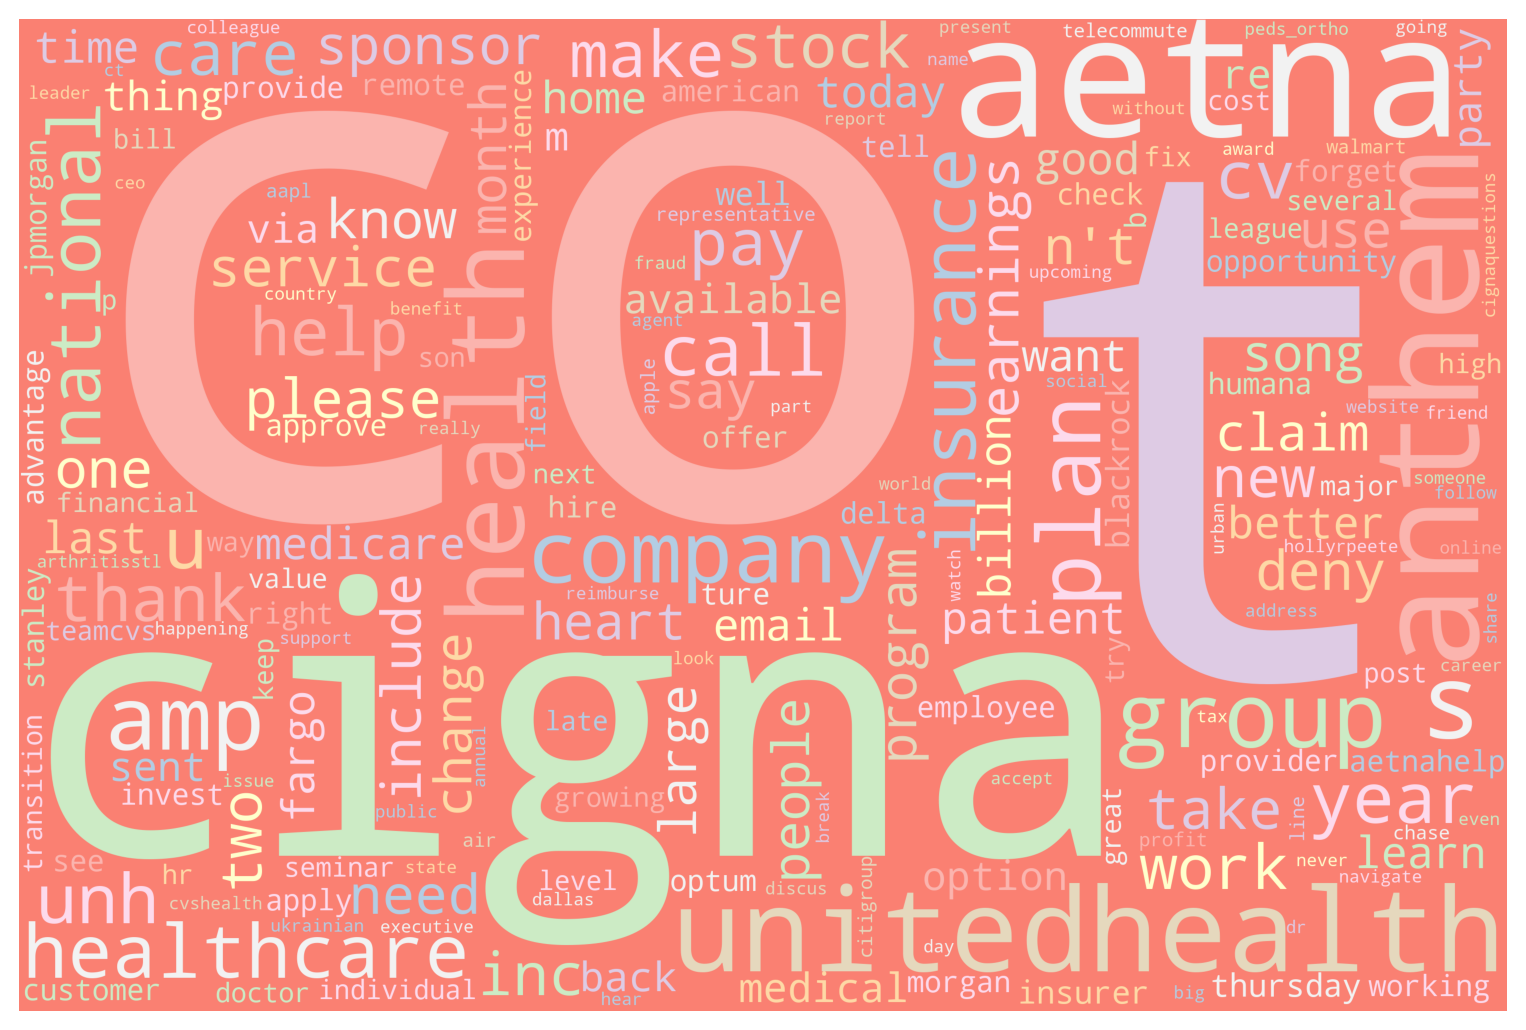 colleague
present
telecommute
peds_ortho
going
time
care
sponsor
make
stock
aetna
party
ct
name
leader
thing
provide
remote
home
american
today
re
cost
without
bill
month
experience
m
report
tell
good
fix
award
walmart
national
jpmorgan
ceo
aapl
co
well
insurance
earnings
check
cv
forget
several
via
know
representative
pay
b
n't
league
use
anthem
service
health
fraud
upcoming
opportunity
cignaquestions
p
country
benefit
available
t
help
son
agent
call
want
song
high
advantage
please
apple
say
part
social
humana
website
friend
approve
really
field
offer
billion
plan
blackrock
claim
one
financial
next
world
new
major
someone
follow
hire
delta
urban
better
last
u
way
medicare
company
hollyrpeete
online
arthritisstl
thank
value
right
include
reimburse
ture
program
watch
deny
stanley
teamcvs
happening
support
heart
email
patient
address
share
keep
change
cigna
look
try
post
career
amp
fargo
large
people
employee
group
tax
s
transition
sent
issue
late
provider
aetnahelp
invest
two
public
annual
growing
break
accept
take
year
line
great
profit
chase
even
see
hr
seminar
state
air
level
optum
discus
option
work
never
learn
navigate
unh
cvshealth
apply
need
dallas
citigroup
unitedhealth
ukrainian
executive
day
dr
healthcare
inc
back
customer
doctor
individual
hear
medical
morgan
insurer
big
thursday
working